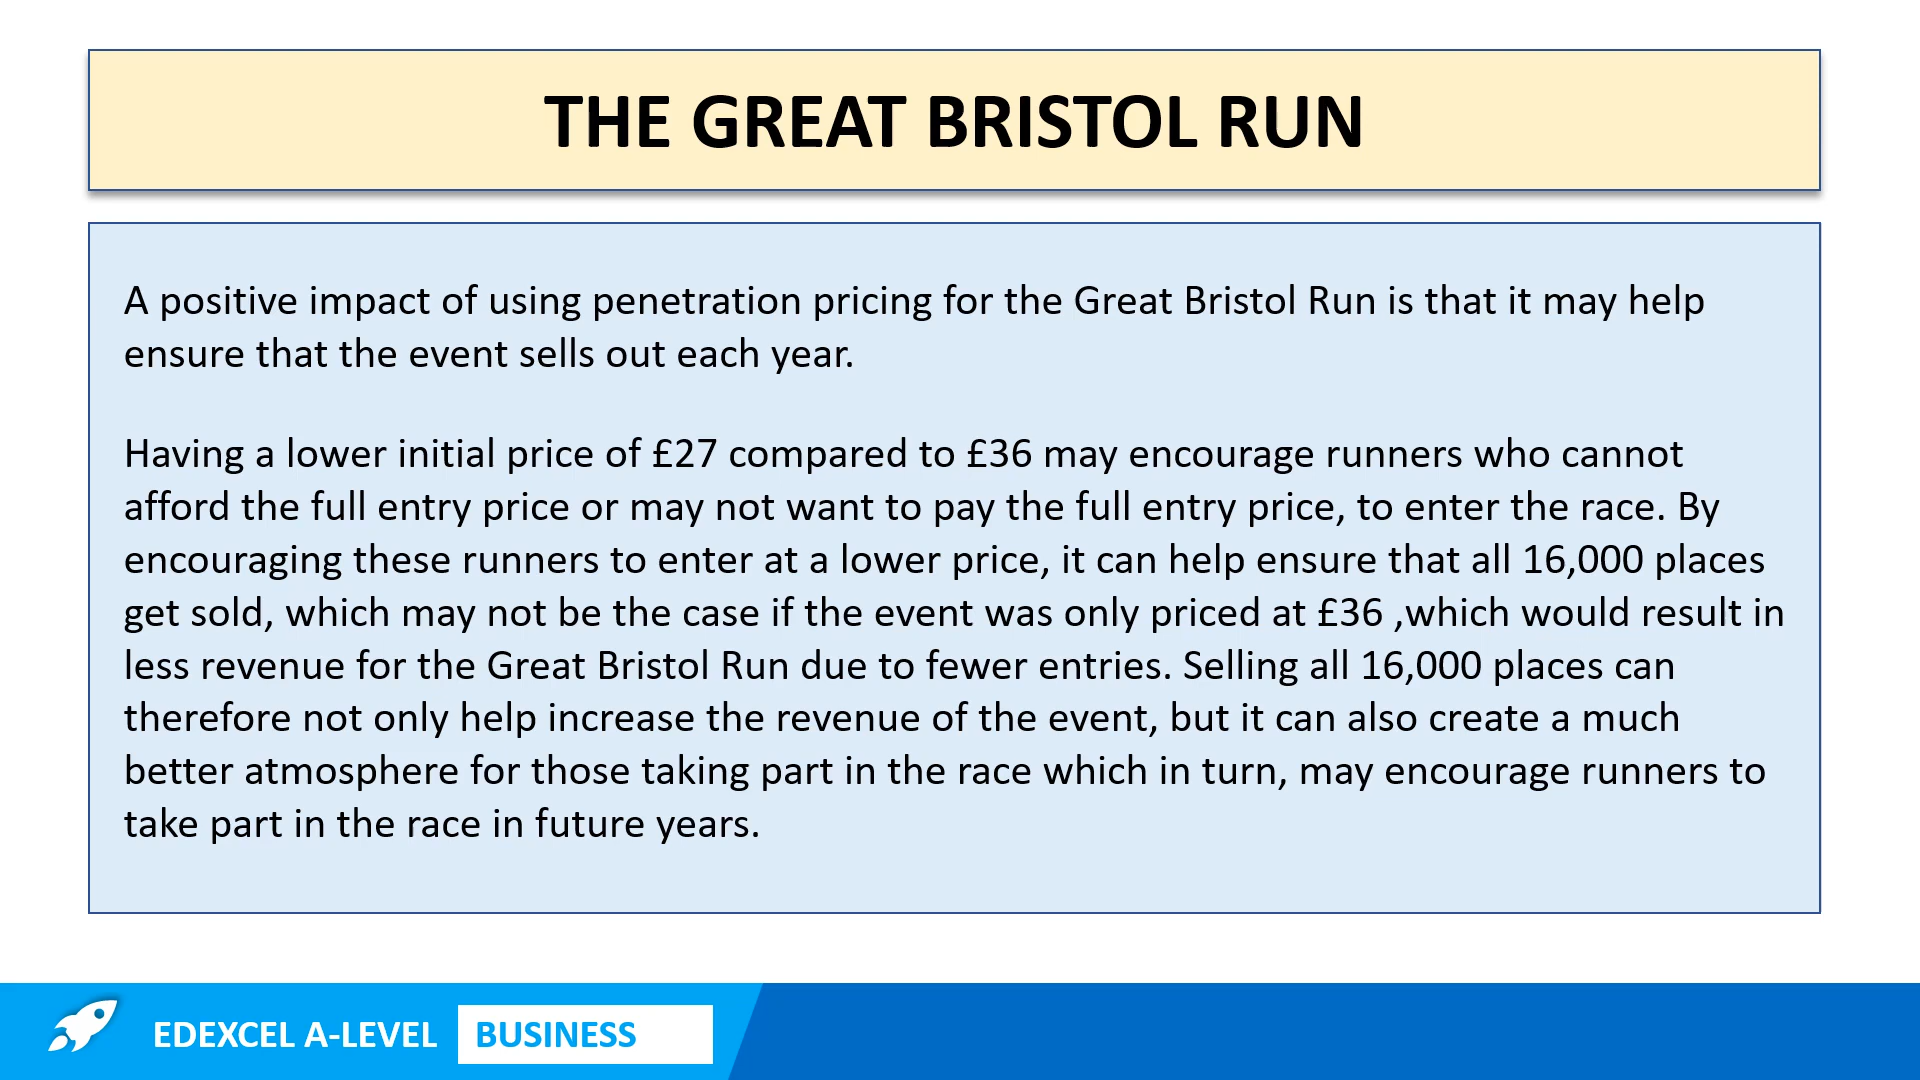 THE GREAT BRISTOL RUN
A positive impact of using penetration pricing for the Great Bristol Run is that it may help
ensure that the event sells out each year.
Having a lower initial price of £27 compared to £36 may encourage runners who cannot
afford the full entry price or may not want to pay the full entry price, to enter the race. By
encouraging these runners to enter at a lower price, it can help ensure that all 16,000 places
get sold, which may not be the case if the event was only priced at £36 ,which would result in
less revenue for the Great Bristol Run due to fewer entries. Selling all 16,000 places can
therefore not only help increase the revenue of the event, but it can also create a much
better atmosphere for those taking part in the race which in turn, may encourage runners to
take part in the race in future years.
EDEXCEL A-LEVEL BUSINESS